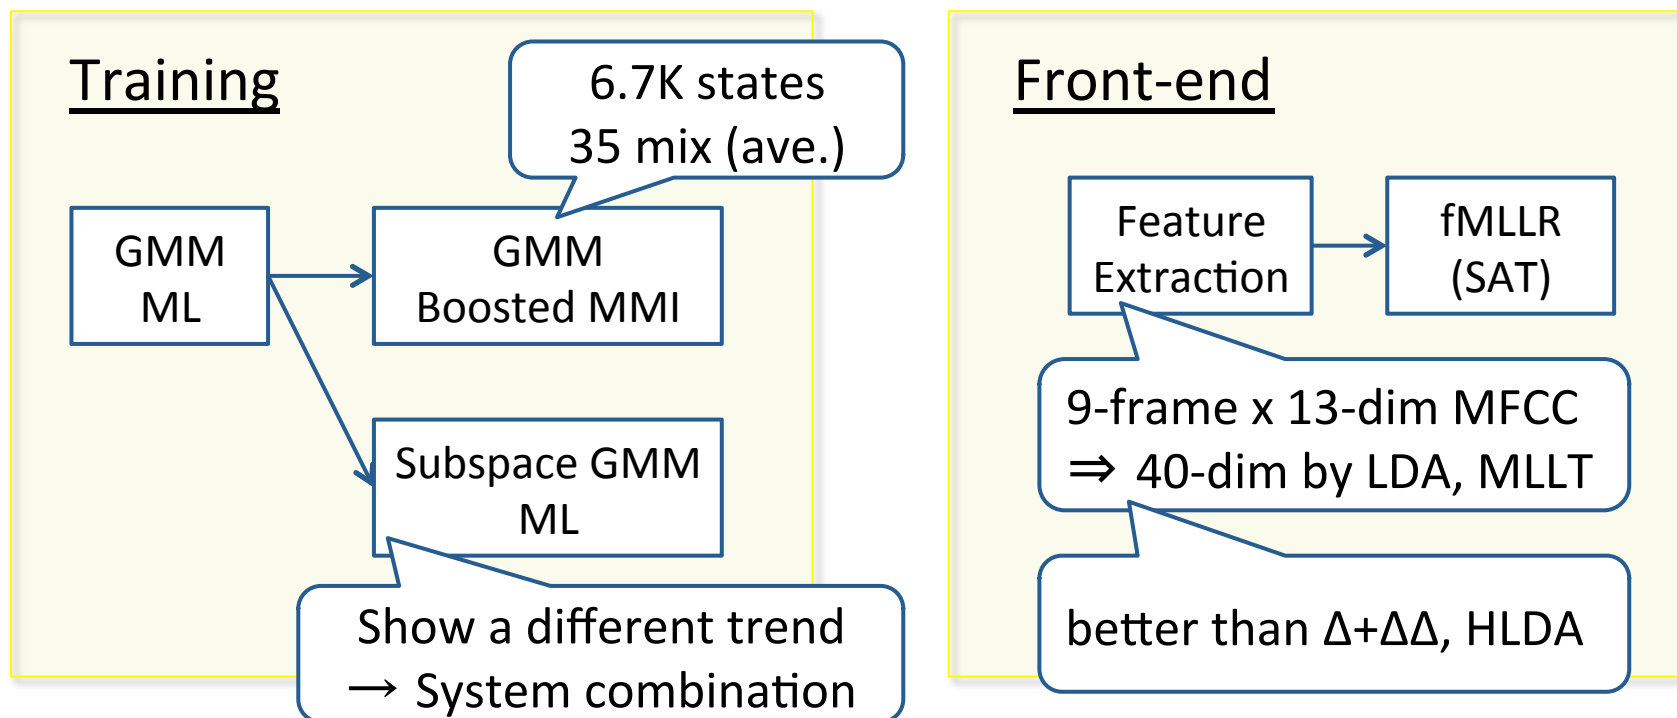 Training
6.7K states
35 mix (ave.)
GMM
ML
GMM
Boosted MMI
Subspace GMM
ML
Show a different trend
→ System combination
Front-end
Feature
Extraction
fMLLR
(SAT)
9-frame x 13-dim MFCC
⇒ 40-dim by LDA, MLLT
better than Δ+ΔΔ, HLDA